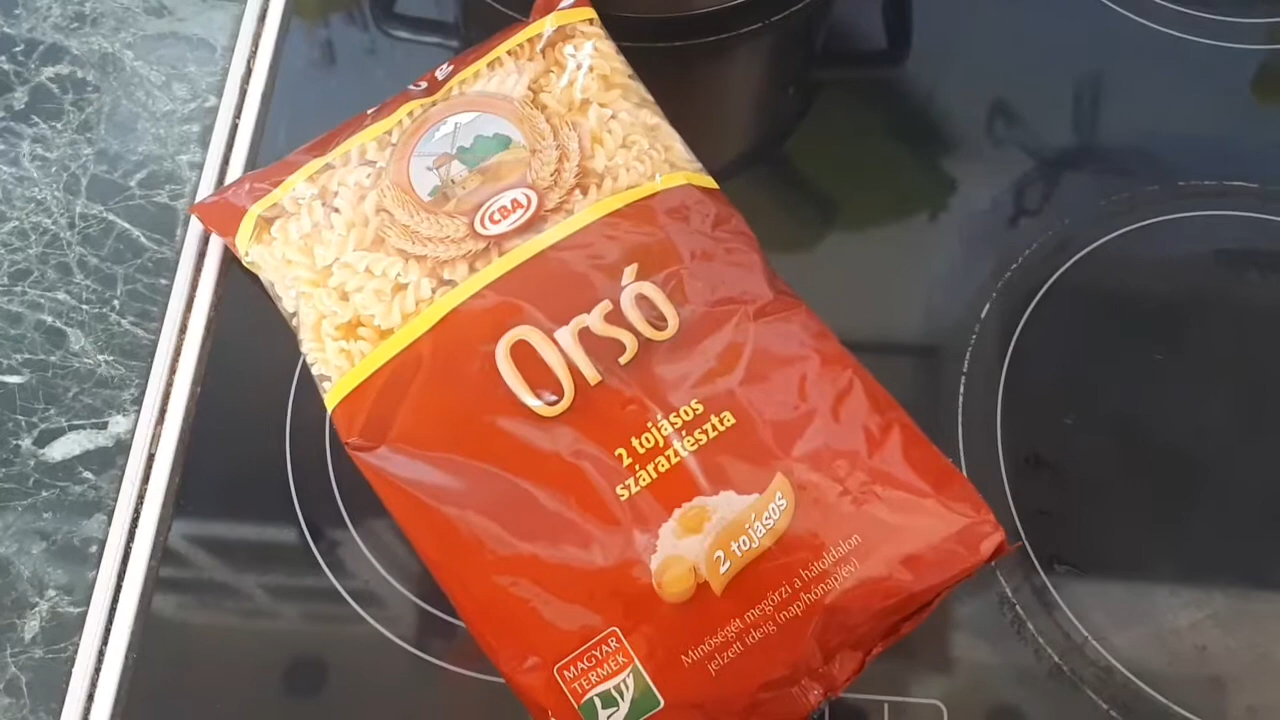 CBA
Orsó
2 tojásos
száraztészta
2 tojásos
Minőségét megőrzi a hátoldalon
jelzett ideig (nap/hónap/év)
MAGYAR
TERMÉK